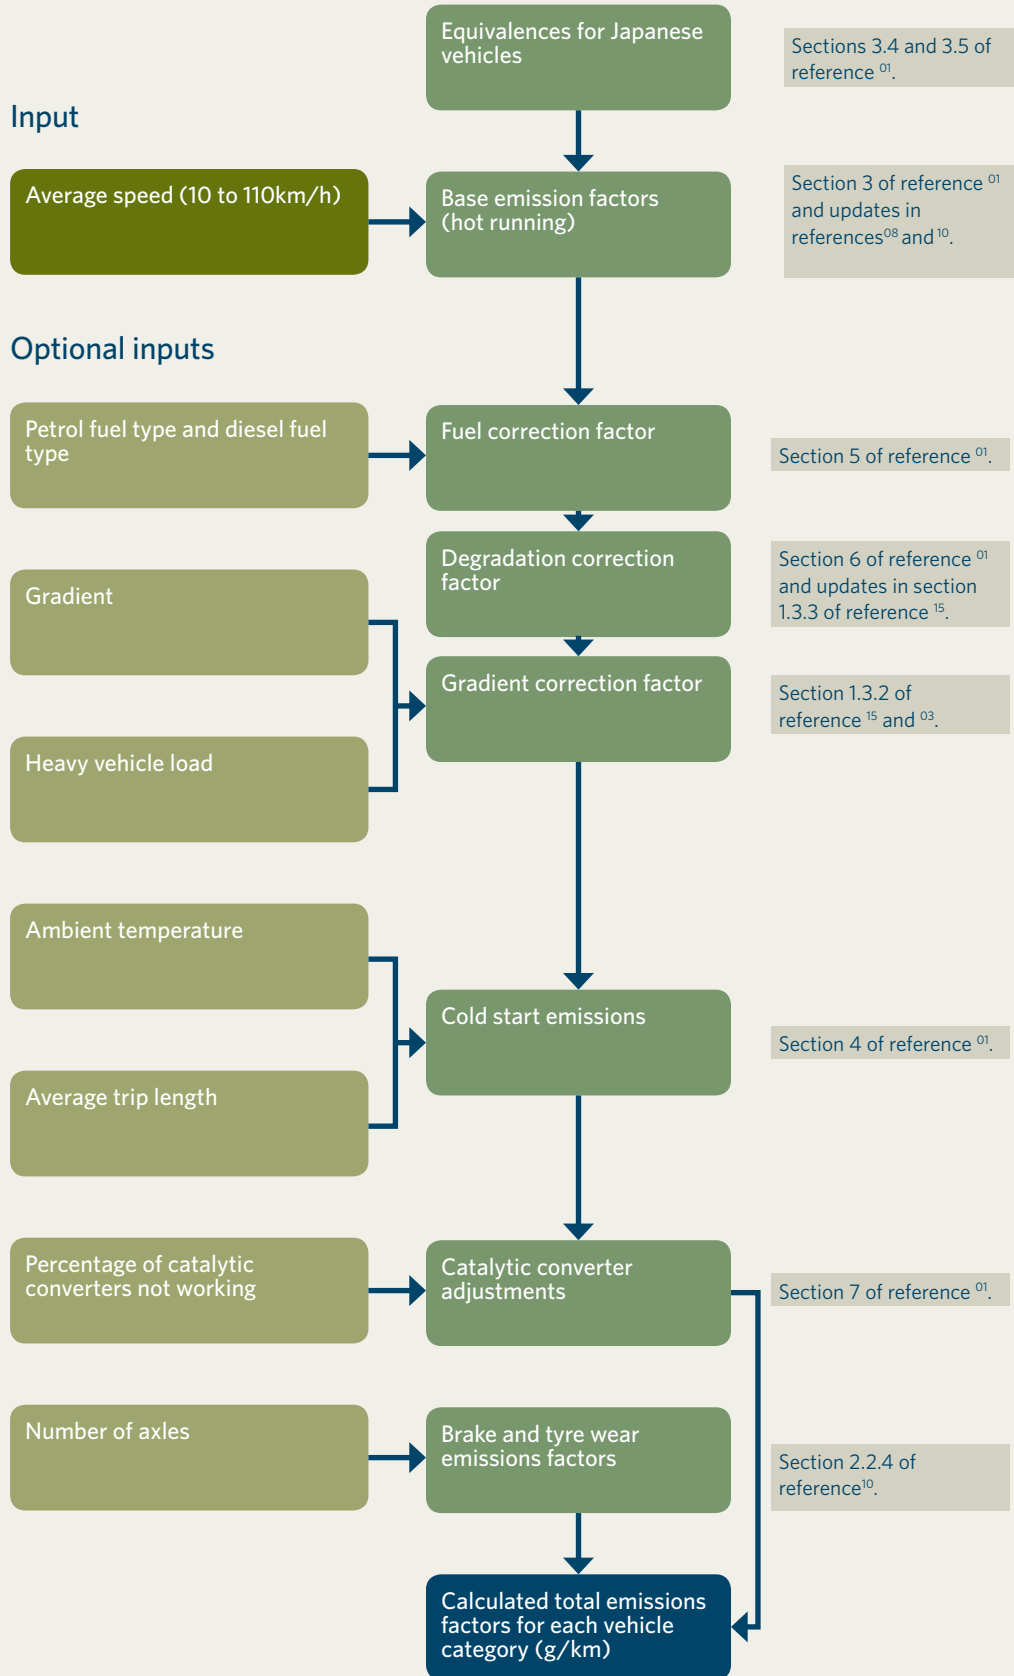 Equivalences for Japanese
vehicles
Sections 3.4 and 3.5 of
reference 01.
Input
Average speed (10 to 110km/h)
Base emission factors
(hot running)
Section 3 of reference 01
and updates in
references08 and 10.
Optional inputs
Petrol fuel type and diesel fuel
type
Fuel correction factor
Section 5 of reference 01.
Degradation correction
factor
Section 6 of reference 01
and updates in section
1.3.3 of reference 15.
Gradient
Gradient correction factor
Section 1.3.2 of
reference 15 and 03.
Heavy vehicle load
Ambient temperature
Cold start emissions
Section 4 of reference 01.
Average trip length
Percentage of catalytic
converters not working
Catalytic converter
adjustments
Section 7 of reference 01.
Number of axles
Brake and tyre wear
emissions factors
Section 2.2.4 of
reference10.
Calculated total emissions
factors for each vehicle
category (g/km)